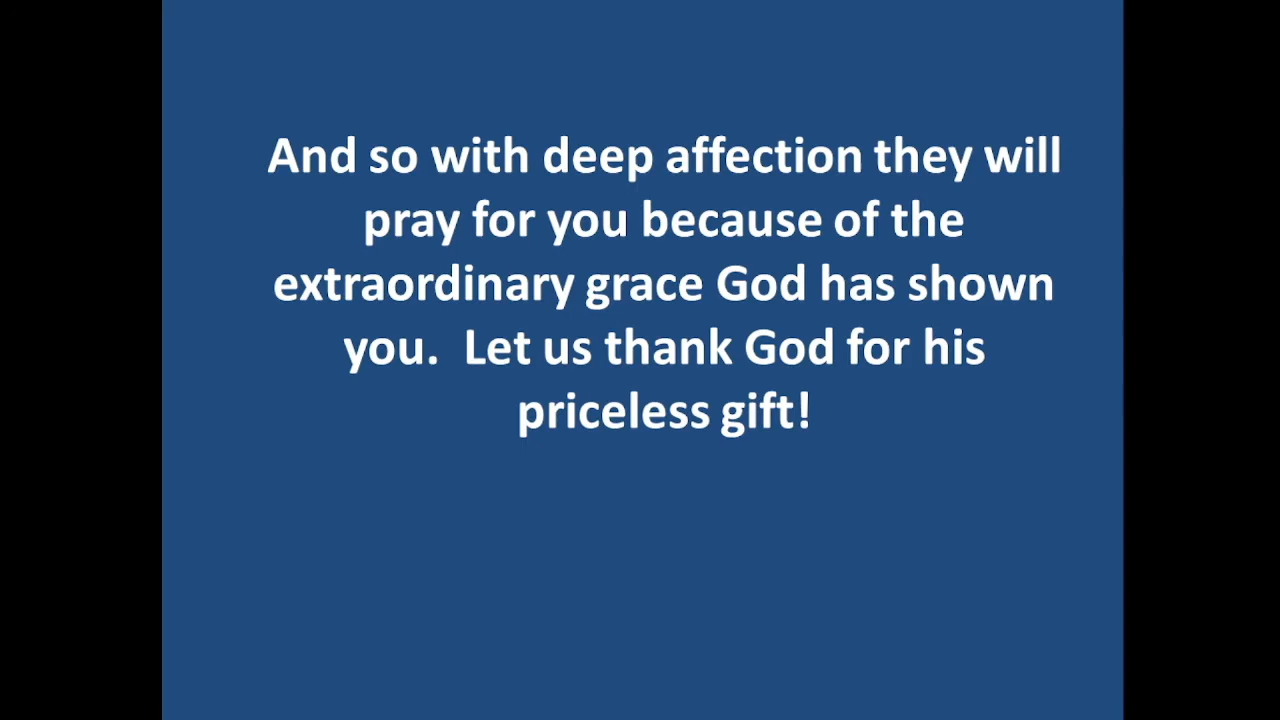 And so with deep affection they will
pray for you because of the
extraordinary grace God has shown
you.  Let us thank God for his
priceless gift!